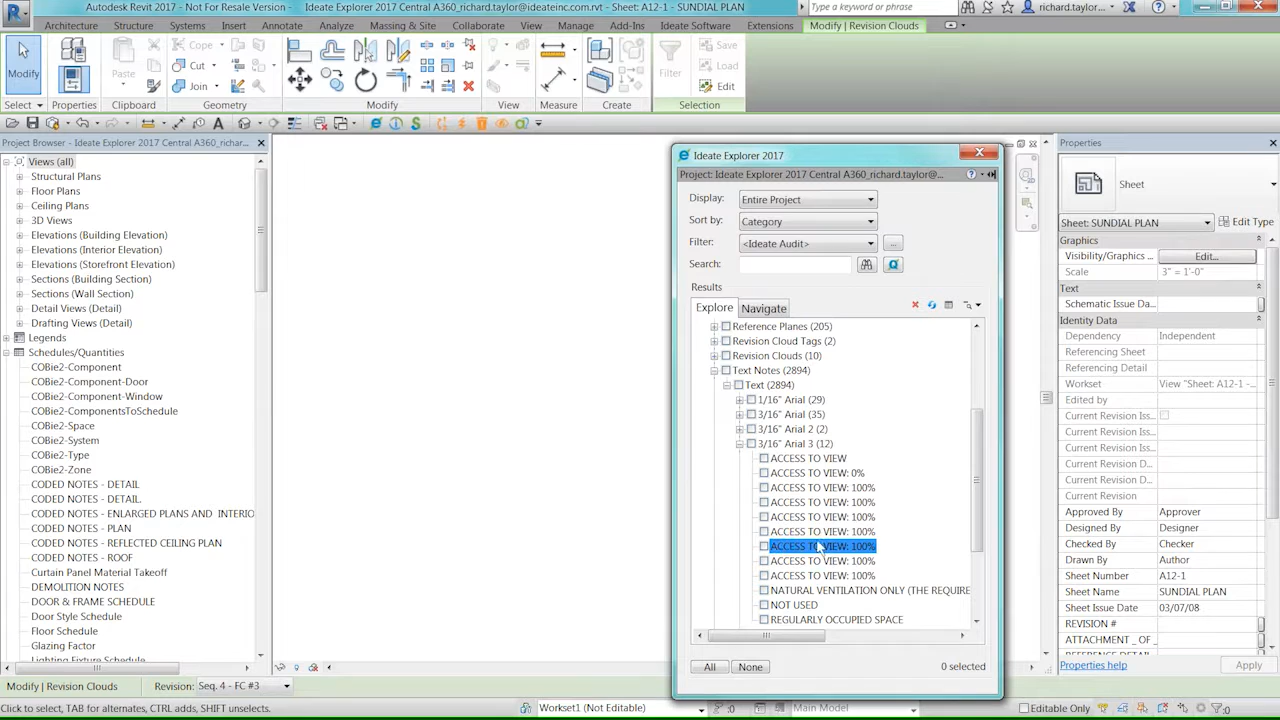 Autodesk Revit 2017 - Not For Resale Version - Ideate Explorer 2017 Central A360_richard.taylor@ideateinc.com.rvt - Sheet: A12-1 - SUNDIAL PLAN
Type a keyword or phrase
richard.taylor@...
Architecture Structure Systems Insert Annotate Analyze Massing & Site Collaborate View Manage Add-Ins Ideate Software Extensions Modify | Revision Clouds
Modify
Paste
Cope
Cut
Join
Filter
Save
Load
Edit
Select Properties Clipboard Geometry Modify View Measure Create Selection
Project Browser - Ideate Explorer 2017 Central A360_richar...
Views (all)
Structural Plans
Floor Plans
Ceiling Plans
3D Views
Elevations (Building Elevation)
Elevations (Interior Elevation)
Elevations (Storefront Elevation)
Sections (Building Section)
Sections (Wall Section)
Detail Views (Detail)
Drafting Views (Detail)
Legends
Schedules/Quantities
COBie2-Component
COBie2-Component-Door
COBie2-Component-Window
COBie2-ComponentsToSchedule
COBie2-Space
COBie2-System
COBie2-Type
COBie2-Zone
CODED NOTES - DETAIL
CODED NOTES - DETAIL.
CODED NOTES - ENLARGED PLANS AND INTERIO
CODED NOTES - PLAN
CODED NOTES - REFLECTED CEILING PLAN
CODED NOTES - ROOF
Curtain Panel Material Takeoff
DEMOLITION NOTES
DOOR & FRAME SCHEDULE
Door Style Schedule
Floor Schedule
Glazing Factor
Lighting Fixture Schedule
Ideate Explorer 2017
Project: Ideate Explorer 2017 Central A360_richard.taylor@...
Display: Entire Project
Sort by: Category
Filter: <Ideate Audit> ...
Search:
Results
Explore Navigate
Reference Planes (205)
Revision Cloud Tags (2)
Revision Clouds (10)
Text Notes (2894)
Text (2894)
1/16" Arial (29)
3/16" Arial (35)
3/16" Arial 2 (2)
3/16" Arial 3 (12)
ACCESS TO VIEW
ACCESS TO VIEW: 0%
ACCESS TO VIEW: 100%
ACCESS TO VIEW: 100%
ACCESS TO VIEW: 100%
ACCESS TO VIEW: 100%
ACCESS TO VIEW: 100%
ACCESS TO VIEW: 100%
ACCESS TO VIEW: 100%
NATURAL VENTILATION ONLY (THE REQUIRE
NOT USED
REGULARLY OCCUPIED SPACE
All None 0 selected
Properties
Sheet
Sheet: SUNDIAL PLAN Edit Type
Graphics
Visibility/Graphics ... Edit...
Scale 3" = 1'-0"
Text
Schematic Issue Da...
Identity Data
Dependency Independent
Referencing Sheet
Referencing Detail
Workset View "Sheet: A12-1 -...
Edited by
Current Revision Iss...
Current Revision Iss...
Current Revision D...
Current Revision D...
Current Revision
Approved By Approver
Designed By Designer
Checked By Checker
Drawn By Author
Sheet Number A12-1
Sheet Name SUNDIAL PLAN
Sheet Issue Date 03/07/08
REVISION #
ATTACHMENT _ OF _
Properties help Apply
Modify | Revision Clouds Revision: Seq. 4 - FC #3
Click to select, TAB for alternates, CTRL adds, SHIFT unselects. Workset1 (Not Editable) :0 Main Model Editable Only :0